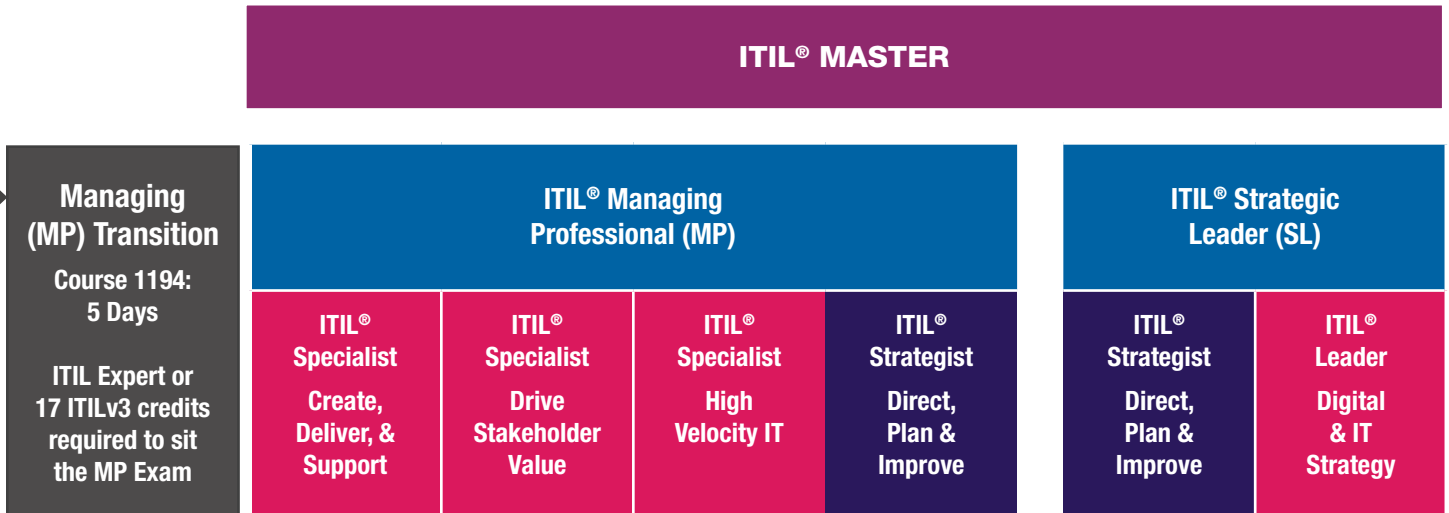 ITIL® MASTER
Managing
(MP) Transition
Course 1194:
5 Days
ITIL Expert or
17 ITILv3 credits
required to sit
the MP Exam
ITIL® Managing
Professional (MP)
ITIL®
Specialist
Create,
Deliver, &
Support
ITIL®
Specialist
Drive
Stakeholder
Value
ITIL®
Specialist
High
Velocity IT
ITIL®
Strategist
Direct,
Plan &
Improve
ITIL® Strategic
Leader (SL)
ITIL®
Strategist
Direct,
Plan &
Improve
ITIL®
Leader
Digital
& IT
Strategy